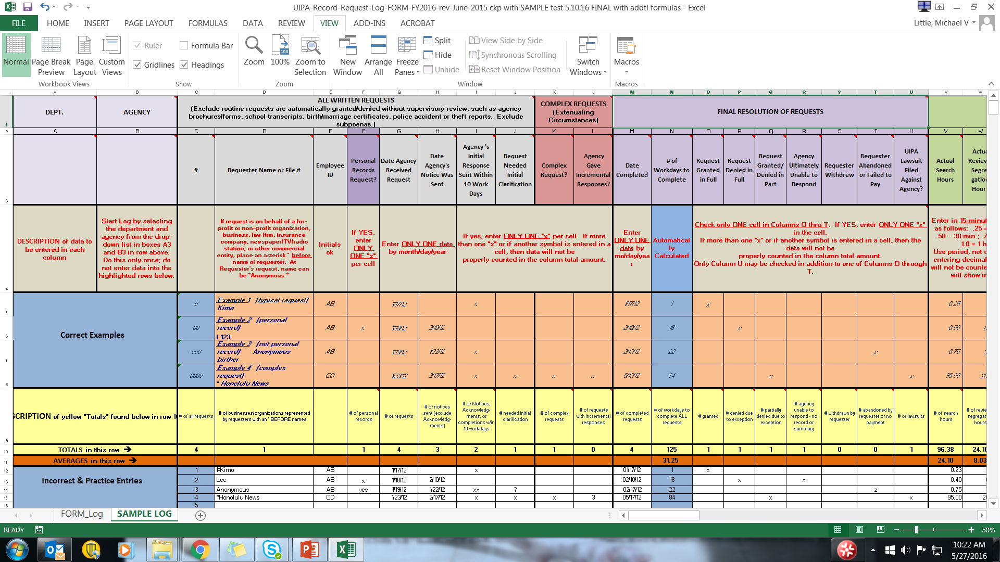 UIPA-Record-Request-Log-FORM-FY2016-rev-June-2015 ckp with SAMPLE test 5.10.16 FINAL with addtl formulas - Excel
FILE HOME INSERT PAGE LAYOUT FORMULAS DATA REVIEW VIEW ADD-INS ACROBAT Little, Michael V
Normal
Page Break Preview
Page Layout
Custom Views
Workbook Views
Ruler
Formula Bar
Gridlines
Headings
Show
Zoom
100%
100
Zoom to Selection
Zoom
New Window
Arrange All
Freeze Panes
Split
Hide
Unhide
View Side by Side
Synchronous Scrolling
Reset Window Position
Window
Switch Windows
Macros
Macros
A B C D E F G H I J K L M N O P Q R S T U V W
1
DEPT.
AGENCY
ALL WRITTEN REQUESTS
(Exclude routine requests are automatically granted/denied without supervisory review, such as agency
brochures/forms, school transcripts, birth/marriage certificates, police accident or theft reports.  Exclude
subpoenas.)
COMPLEX REQUESTS
(Extenuating
Circumstances)
FINAL RESOLUTION OF REQUESTS
2
A B C D E F G H I J K L M N O P Q R S T U V W
3
#
Requester Name or File #
Employee ID
Personal Records Request?
Date Agency Received Request
Date Agency's Notice Was Sent
Agency 's Initial Response Sent Within 10 Work Days
Request Needed Initial Clarification
Complex Request?
Agency Gave Incremental Responses?
Date Completed
# of Workdays to Complete
Request Granted in Full
Request Denied in Full
Request Granted/ Denied in Part
Agency Ultimately Unable to Respond
Requester Withdrew
Requester Abandoned or Failed to Pay
UIPA Lawsuit Filed Against Agency?
Actual Search Hours
Actua
Review
Segre
gation
Hour
4
DESCRIPTION of data to
be entered in each
column
Start Log by selecting
the department and
agency from the drop-
down list in boxes A3
and B3 in row above.
Do this only once; do
not enter data into the
highlighted rows below.
If request is on behalf of a for-
profit or non-profit organization,
business, law firm, insurance
company, newspaper/TV/radio
station, or other commercial
entity, place an asterisk * before
name of requester.  At
Requester's request, name can
be "Anonymous."
Initials
ok
If YES,
enter
ONLY
ONE "x"
per cell
Enter ONLY ONE date
by month/day/year
If yes, enter ONLY ONE "x" per cell.  If more
than one "x" or if another symbol is entered in a
cell, then data will not be
properly counted in the column total amount.
Enter
ONLY ONE
date by
mo/day/yea
r
Automatical
ly
Calculated
Check only ONE cell in Columns O thru T.  If YES, enter ONLY ONE "x"
in the cell.
If more than one "x" or if another symbol is entered in a cell, then the
data will not be
properly counted in the column total amount.
Only Column U may be checked in addition to one of Columns O through
T.
Enter in 15-minut
as follows:  .25 =
.50 = 30 min.; .7
1.0 = 1 h
Use period, not c
entering decimal
will not be counte
will show in
Correct Examples
5
0 Example 1 (typical request) Kimo AB 1/17/12 x 1/17/12 1 x 0.25
6
00 Example 2 (personal record) L123 AB x 1/18/12 2/10/12 2/10/12 18 x 0.50
7
000 Example 3 (not personal record) Anonymous birther AB 1/19/12 1/22/12 x 2/17/12 22 x 0.75
8
0000 Example 4 (complex request) * Honolulu News CD 1/23/12 2/17/12 x x x x 5/17/12 84 x x 95.00
9
SCRIPTION of yellow "Totals" found below in row 1
# of all requests
# of businesses/organizations represented by requesters with an * BEFORE names
# of personal records
# of requests
# of notices sent (exclude Acknowledg-ments)
# of Notices, Acknowledg-ments, or completions w/in 10 workdays
# needed initial clarification
# of complex requests
# of requests with incremental responses
# of completed requests
# of workdays to complete ALL requests
# granted
# denied due to exception
# partially denied due to exception
# agency unable to respond - no record or summary
# withdrawn by requester
# abandoned by requester or no payment
# of lawsuits
# of search hours
# of revie
segregat
hours
10 TOTALS in this row ➔ 4 1 1 4 3 2 1 1 0 4 125 1 1 1 1 0 0 1 96.38 24.10
11 AVERAGES in this row ➔ 31.25 24.10 8.03
Incorrect & Practice Entries
12 1 #Kimo AB 1/17/12 x 01/17/12 1 x 0.23
13 2 Lee AB x 1/18/12 2/10/12 02/10/12 18 x x 0.40
14 3 Anonymous AB yes 1/19/12 1/22/12 xx ? 02/17/12 22 z 0.75
15 4 *Honolulu News CD 1/23/12 2/17/12 x x x 3 05/17/12 84 x x 95.00
16 5
FORM_Log SAMPLE LOG
READY 50%
10:22 AM
5/27/2016